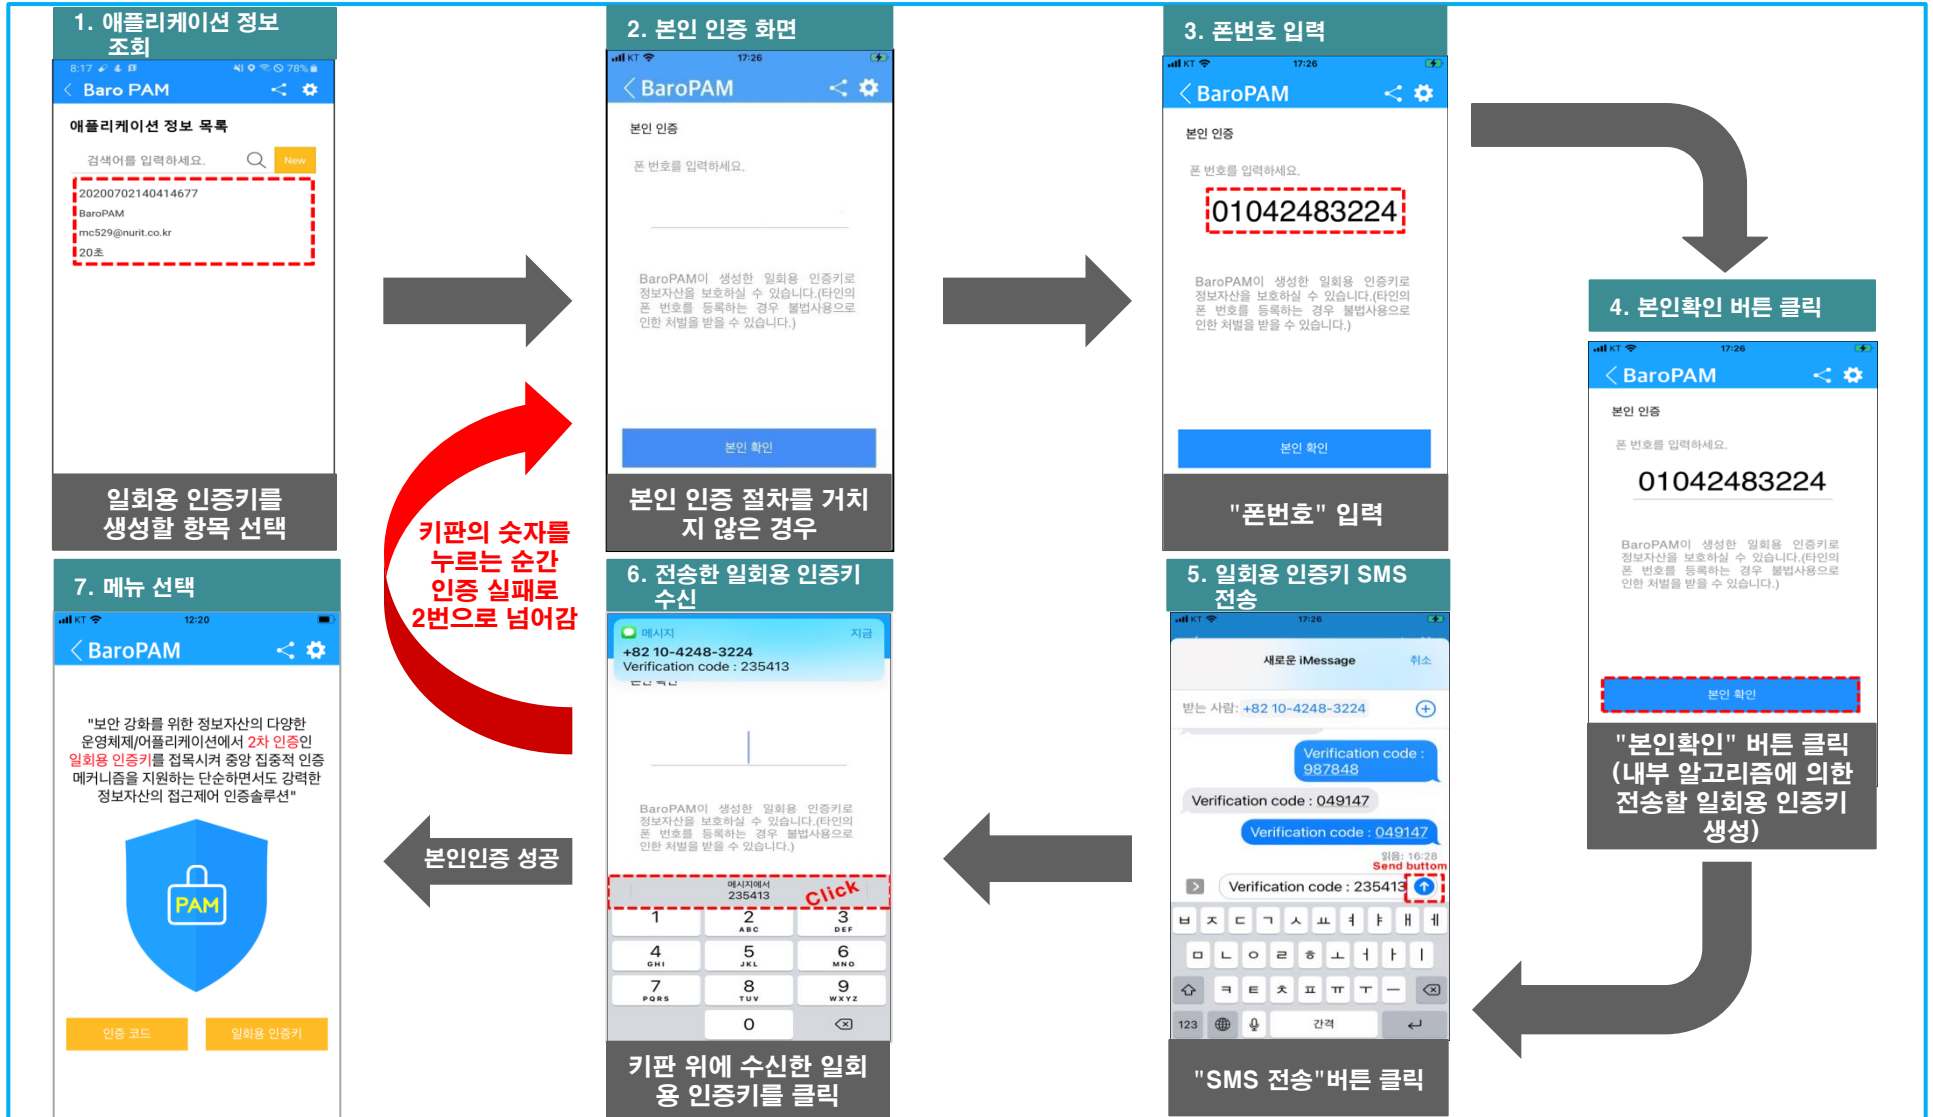 1. 애플리케이션 정보
조회
8:17
78%
Baro PAM
애플리케이션 정보 목록
검색어를 입력하세요.
New
20200702140414677
BaroPAM
mc529@nurit.co.kr
20초
일회용 인증키를
생성할 항목 선택
2. 본인 인증 화면
KT
17:26
BaroPAM
본인 인증
폰 번호를 입력하세요.
BaroPAM이 생성한 일회용 인증키로
정보자산을 보호하실 수 있습니다.(타인의
폰 번호를 등록하는 경우 불법사용으로
인한 처벌을 받을 수 있습니다.)
본인 확인
본인 인증 절차를 거치
지 않은 경우
3. 폰번호 입력
KT
17:26
BaroPAM
본인 인증
폰 번호를 입력하세요.
01042483224
BaroPAM이 생성한 일회용 인증키로
정보자산을 보호하실 수 있습니다.(타인의
폰 번호를 등록하는 경우 불법사용으로
인한 처벌을 받을 수 있습니다.)
본인 확인
"폰번호" 입력
4. 본인확인 버튼 클릭
KT
17:26
BaroPAM
본인 인증
폰 번호를 입력하세요.
01042483224
BaroPAM이 생성한 일회용 인증키로
정보자산을 보호하실 수 있습니다.(타인의
폰 번호를 등록하는 경우 불법사용으로
인한 처벌을 받을 수 있습니다.)
본인 확인
"본인확인" 버튼 클릭
(내부 알고리즘에 의한
전송할 일회용 인증키
생성)
5. 일회용 인증키 SMS
전송
KT
17:26
새로운 iMessage
취소
받는 사람: +82 10-4248-3224
Verification code :
987848
Verification code : 049147
Verification code : 049147
읽음: 16:28
Send buttom
Verification code : 235413
ㅂ ㅈ ㄷ ㄱ ㅅ ㅛ ㅕ ㅑ ㅐ ㅔ
ㅁ ㄴ ㅇ ㄹ ㅎ ㅗ ㅓ ㅏ ㅣ
ㅋ ㅌ ㅊ ㅍ ㅠ ㅜ ㅡ
123
간격
"SMS 전송"버튼 클릭
6. 전송한 일회용 인증키
수신
메시지
지금
+82 10-4248-3224
Verification code : 235413
본인 확인
BaroPAM이 생성한 일회용 인증키로
정보자산을 보호하실 수 있습니다.(타인의
폰 번호를 등록하는 경우 불법사용으로
인한 처벌을 받을 수 있습니다.)
메시지에서
235413
Click
1 2 3
ABC DEF
4 5 6
GHI JKL MNO
7 8 9
PQRS TUV WXYZ
0
키판 위에 수신한 일회
용 인증키를 클릭
키판의 숫자를
누르는 순간
인증 실패로
2번으로 넘어감
본인인증 성공
7. 메뉴 선택
KT
12:20
BaroPAM
"보안 강화를 위한 정보자산의 다양한
운영체제/어플리케이션에서 2차 인증인
일회용 인증키를 접목시켜 중앙 집중적 인증
메커니즘을 지원하는 단순하면서도 강력한
정보자산의 접근제어 인증솔루션"
PAM
인증 코드
일회용 인증키